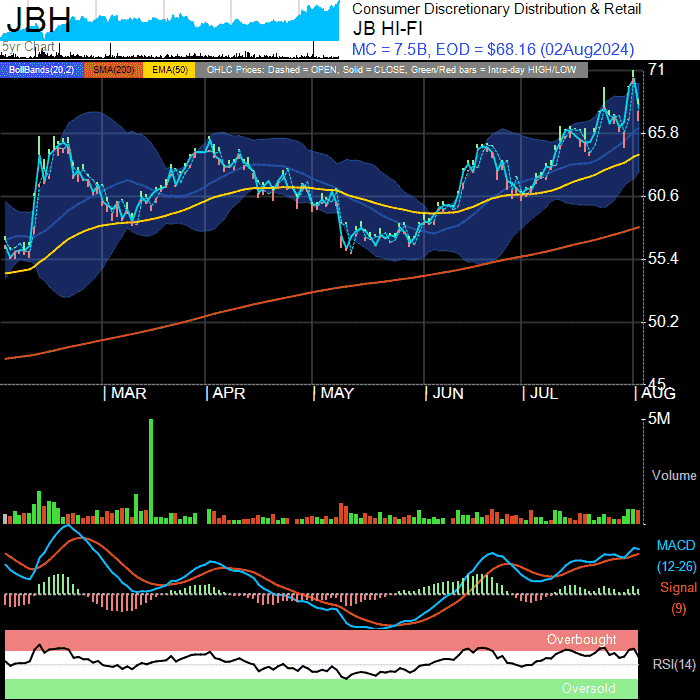 JBH
5yr Chart
Consumer Discretionary Distribution & Retail
JB HI-FI
MC = 7.5B, EOD = $68.16 (02Aug2024)
BollBands(20,2) SMA(200) EMA(50) OHLC Prices: Dashed = OPEN, Solid = CLOSE, Green/Red bars = Intra-day HIGH/LOW
71
65.8
60.6
55.4
50.2
45
MAR APR MAY JUN JUL AUG
5M
Volume
MACD
(12-26)
Signal
(9)
Overbought
RSI(14)
Oversold